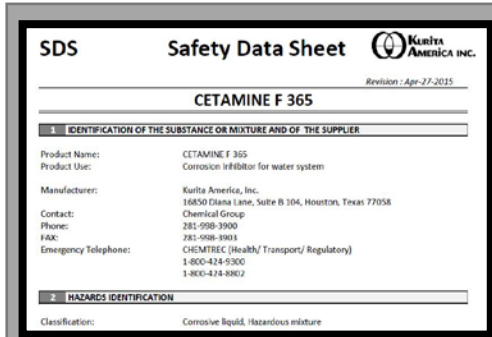 SDS Safety Data Sheet KURITA AMERICA INC.
Revision : Apr-27-2015
CETAMINE F 365
1 IDENTIFICATION OF THE SUBSTANCE OR MIXTURE AND OF THE SUPPLIER
Product Name: CETAMINE F 365
Product Use: Corrosion Inhibitor for water system
Manufacturer: Kurita America, Inc.
16850 Diana Lane, Suite B 104, Houston, Texas 77058
Contact: Chemical Group
Phone: 281-998-3900
FAX: 281-998-3903
Emergency Telephone: CHEMTREC (Health/ Transport/ Regulatory)
1-800-424-9300
1-800-424-8802
2 HAZARDS IDENTIFICATION
Classification: Corrosive liquid, Hazardous mixture